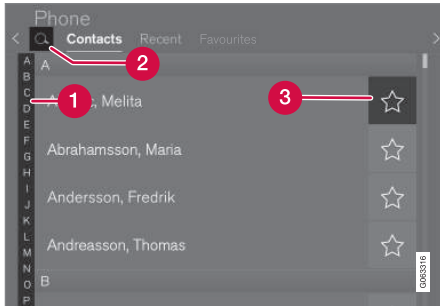 Phone
Contacts Recent Favourites
2
A
B
C
D
E
F
G
H
I
J
K
L
M
N
O
P
A
1
Melita
3
Abrahamsson, Maria
Andersson, Fredrik
Andreasson, Thomas
B
G063316